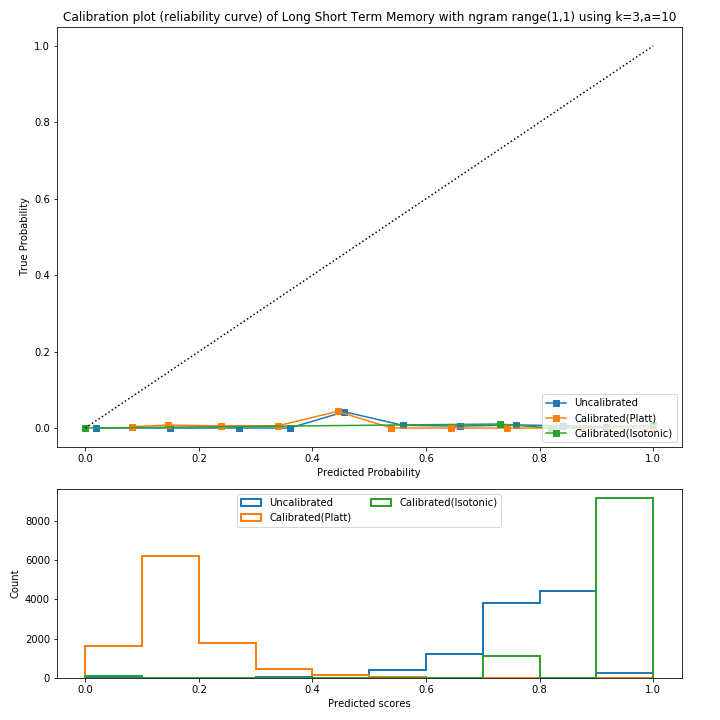 Calibration plot (reliability curve) of Long Short Term Memory with ngram range(1,1) using k=3,a=10
1.0
0.8
0.6
0.4
0.2
0.0
True Probability
Uncalibrated
Calibrated(Platt)
Calibrated(Isotonic)
0.0 0.2 0.4 0.6 0.8 1.0
Predicted Probability
Uncalibrated Calibrated(Isotonic)
Calibrated(Platt)
8000
6000
4000
2000
0
Count
0.0 0.2 0.4 0.6 0.8 1.0
Predicted scores